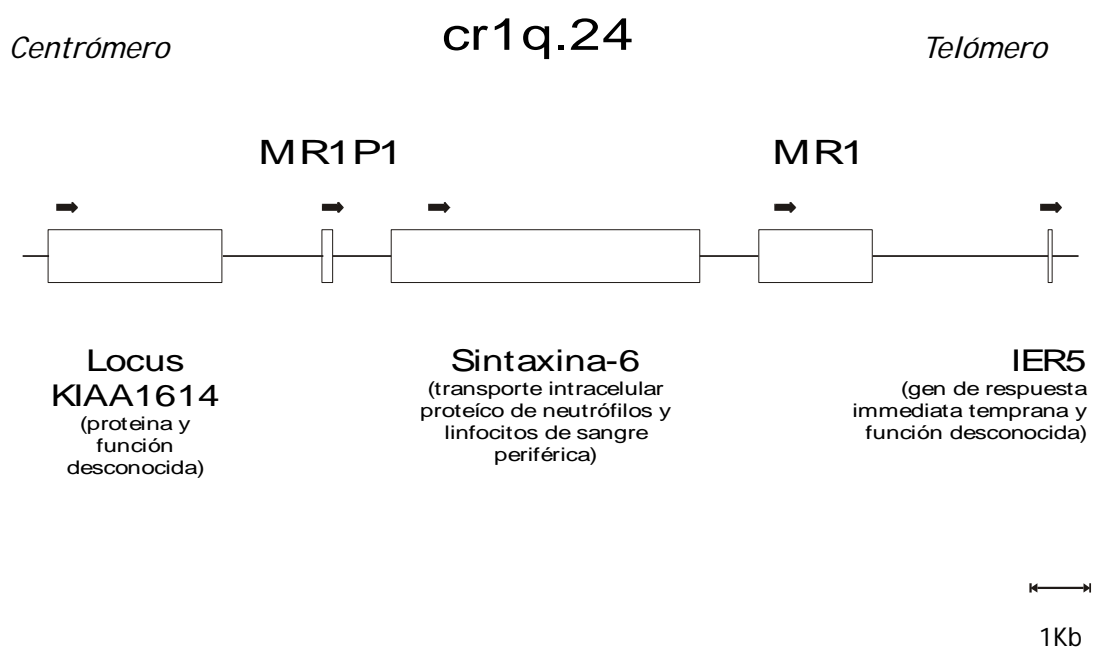 Centrómero
cr1q.24
Telómero
MR1P1
MR1
Locus
KIAA1614
(proteina y
función
desconocida)
Sintaxina-6
(transporte intracelular
proteíco de neutrófilos y
linfocitos de sangre
periférica)
IER5
(gen de respuesta
immediata temprana y
función desconocida)
1Kb